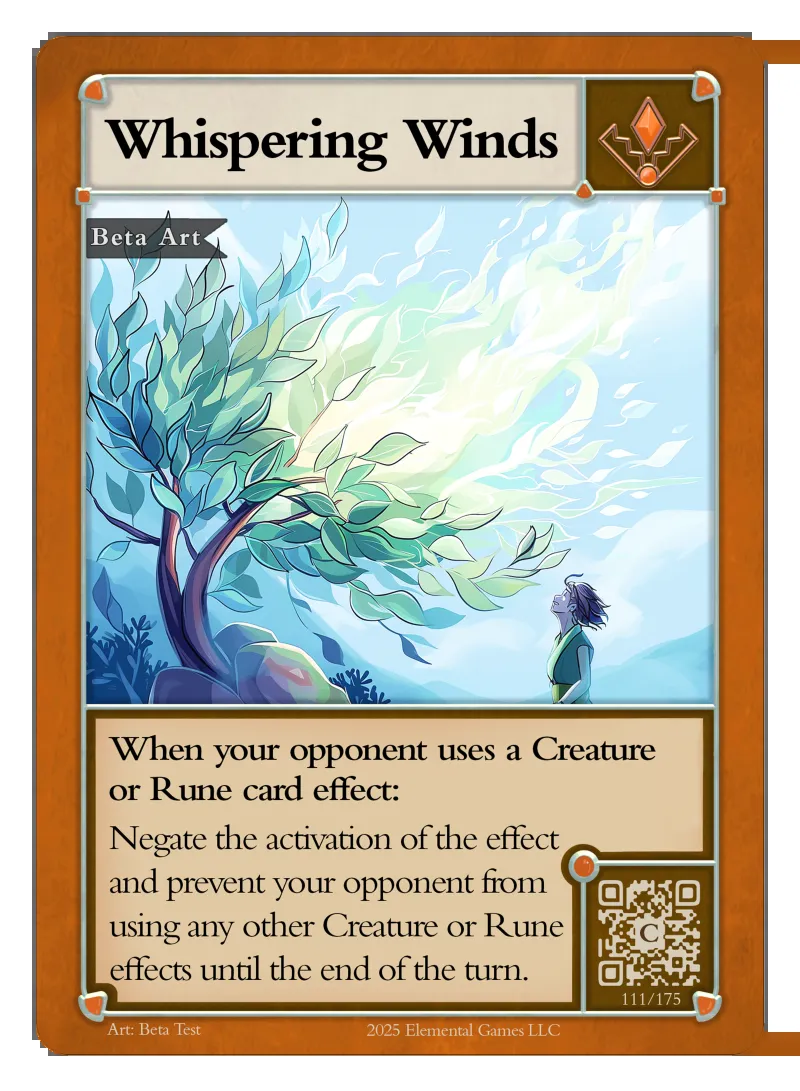 Whispering Winds
Beta Art
When your opponent uses a Creature
or Rune card effect:
Negate the activation of the effect
and prevent your opponent from
using any other Creature or Rune
effects until the end of the turn.
C
111/175
Art: Beta Test
2025 Elemental Games LLC